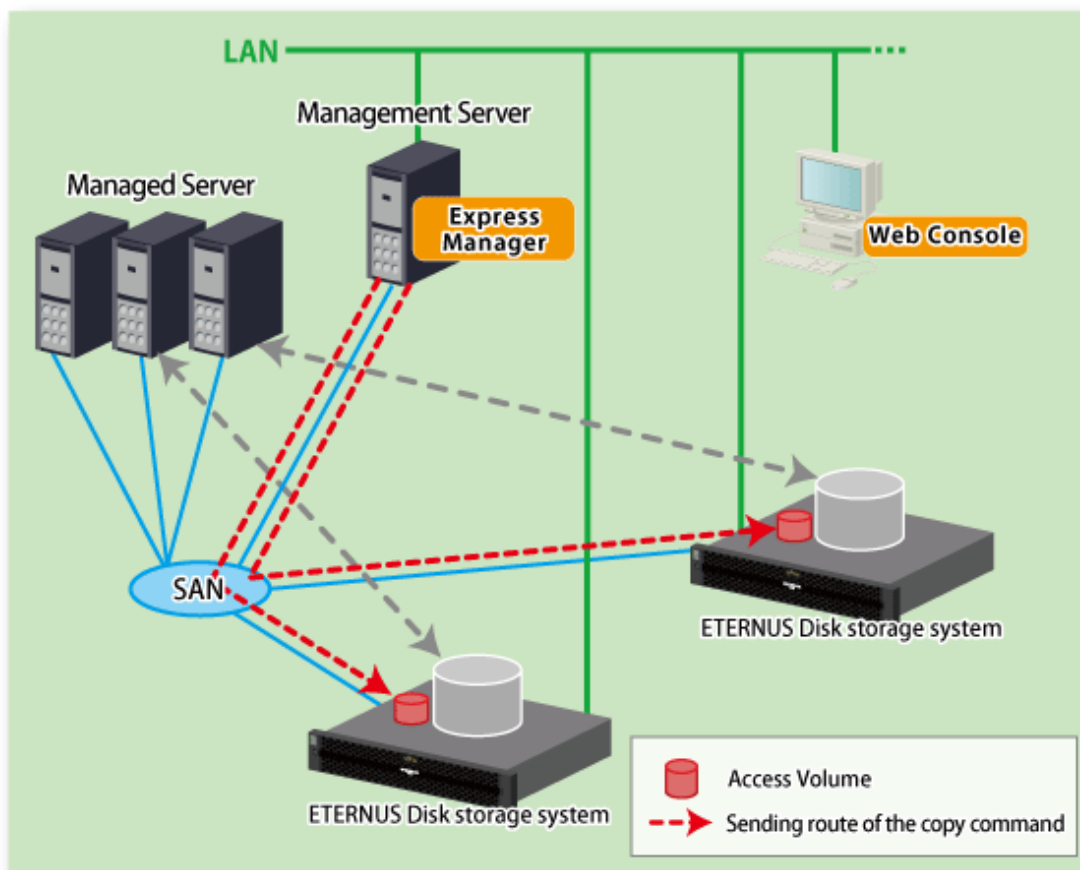 LAN
Management Server
Managed Server
Express
Manager
Web Console
SAN
ETERNUS Disk storage system
ETERNUS Disk storage system
Access Volume
Sending route of the copy command